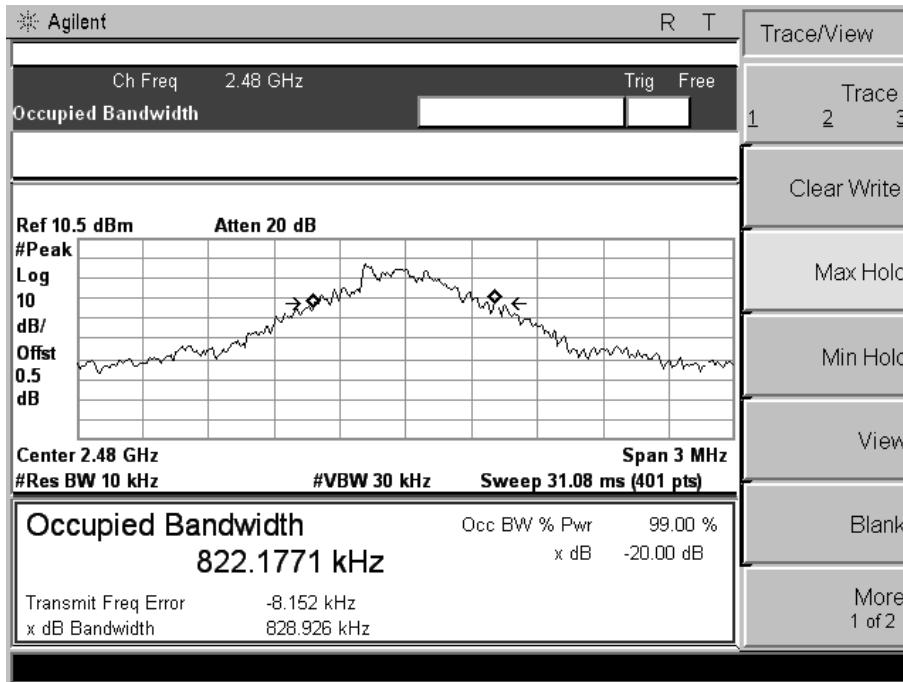 Agilent R T
Trace/View
Ch Freq 2.48 GHz Trig Free
Occupied Bandwidth
Trace
1 2 3
Clear Write
Max Hold
Min Hold
View
Blank
More
1 of 2
Ref 10.5 dBm Atten 20 dB
#Peak
Log
10
dB/
Offst
0.5
dB
Center 2.48 GHz Span 3 MHz
#Res BW 10 kHz #VBW 30 kHz Sweep 31.08 ms (401 pts)
Occupied Bandwidth Occ BW % Pwr 99.00 %
822.1771 kHz x dB -20.00 dB
Transmit Freq Error -8.152 kHz
x dB Bandwidth 828.926 kHz